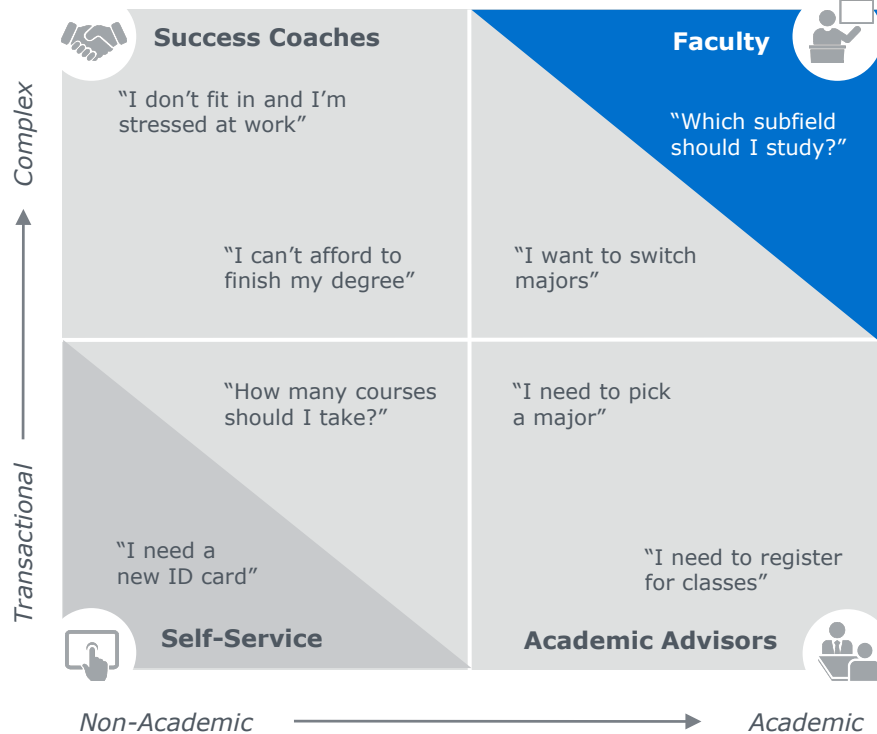 Success Coaches
Faculty
“I don’t fit in and I’m
stressed at work”
“Which subfield
should I study?”
“I can’t afford to
finish my degree”
“I want to switch
majors”
“How many courses
should I take?”
“I need to pick
a major”
“I need a
new ID card”
“I need to register
for classes”
Self-Service
Academic Advisors
Complex
Transactional
Non-Academic
Academic